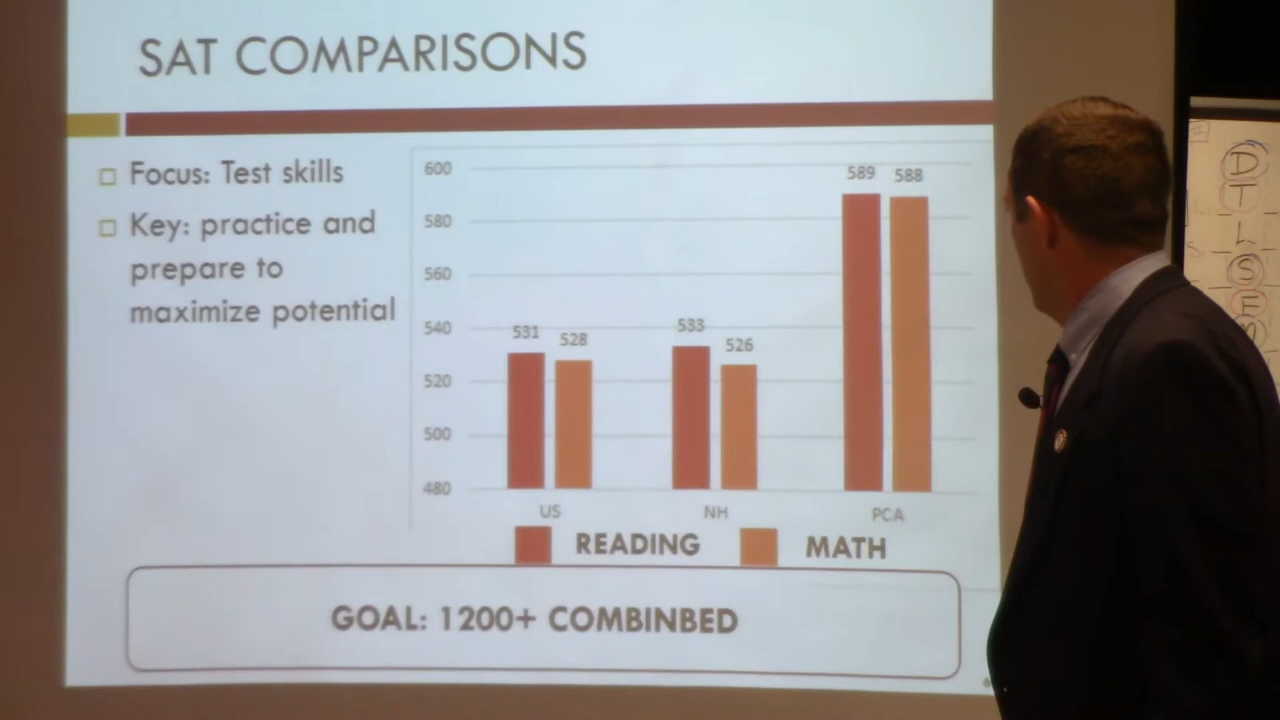 SAT COMPARISONS
Focus: Test skills
Key: practice and
prepare to
maximize potential
600
580
560
540
520
500
480
531
528
533
526
589
588
US
NH
PCA
READING
MATH
GOAL: 1200+ COMBINBED
D
T
L
S
E